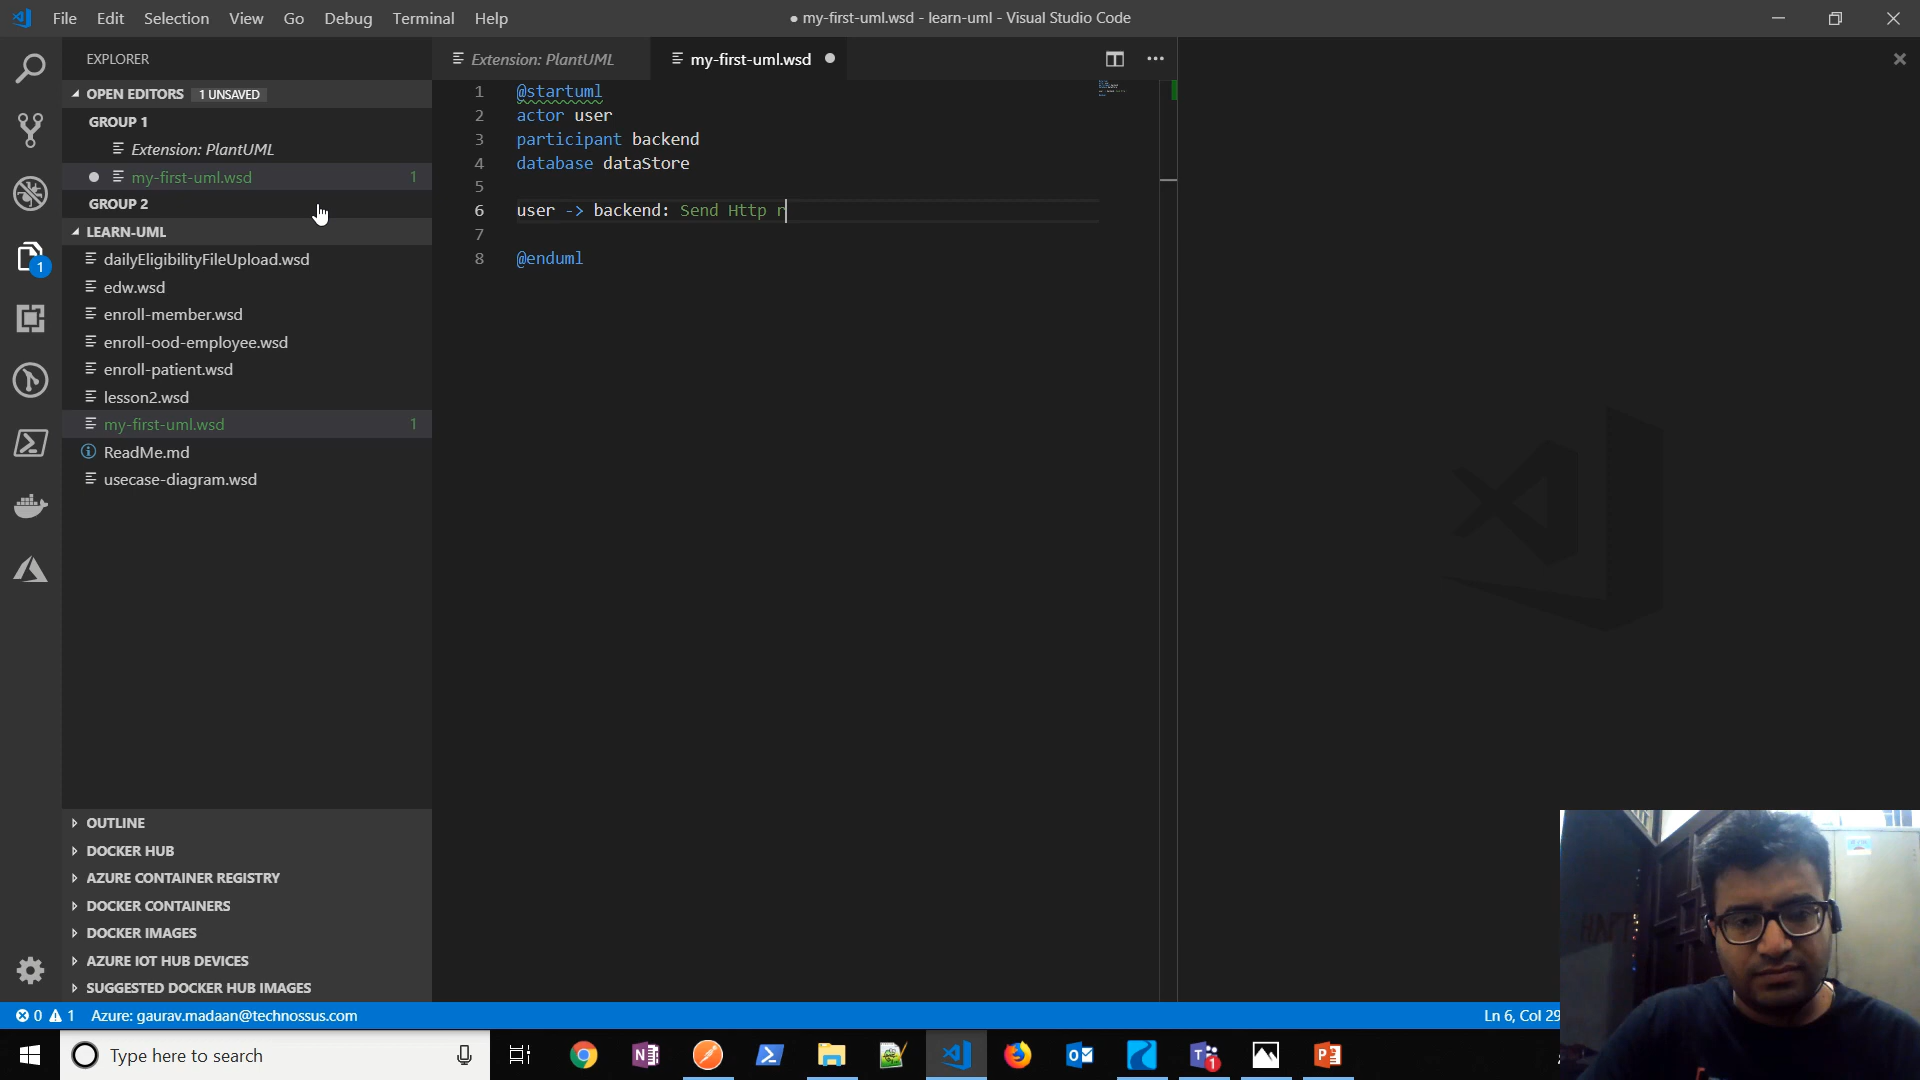 File Edit Selection View Go Debug Terminal Help
● my-first-uml.wsd - learn-uml - Visual Studio Code
EXPLORER
OPEN EDITORS 1 UNSAVED
GROUP 1
Extension: PlantUML
my-first-uml.wsd 1
GROUP 2
LEARN-UML
dailyEligibilityFileUpload.wsd
edw.wsd
enroll-member.wsd
enroll-ood-employee.wsd
enroll-patient.wsd
lesson2.wsd
my-first-uml.wsd 1
ReadMe.md
usecase-diagram.wsd
OUTLINE
DOCKER HUB
AZURE CONTAINER REGISTRY
DOCKER CONTAINERS
DOCKER IMAGES
AZURE IOT HUB DEVICES
SUGGESTED DOCKER HUB IMAGES
1
Extension: PlantUML
my-first-uml.wsd
1 @startuml
2 actor user
3 participant backend
4 database dataStore
5
6 user -> backend: Send Http r
7
8 @enduml
0 1 Azure: gaurav.madaan@technossus.com
Ln 6, Col 29
Type here to search
1